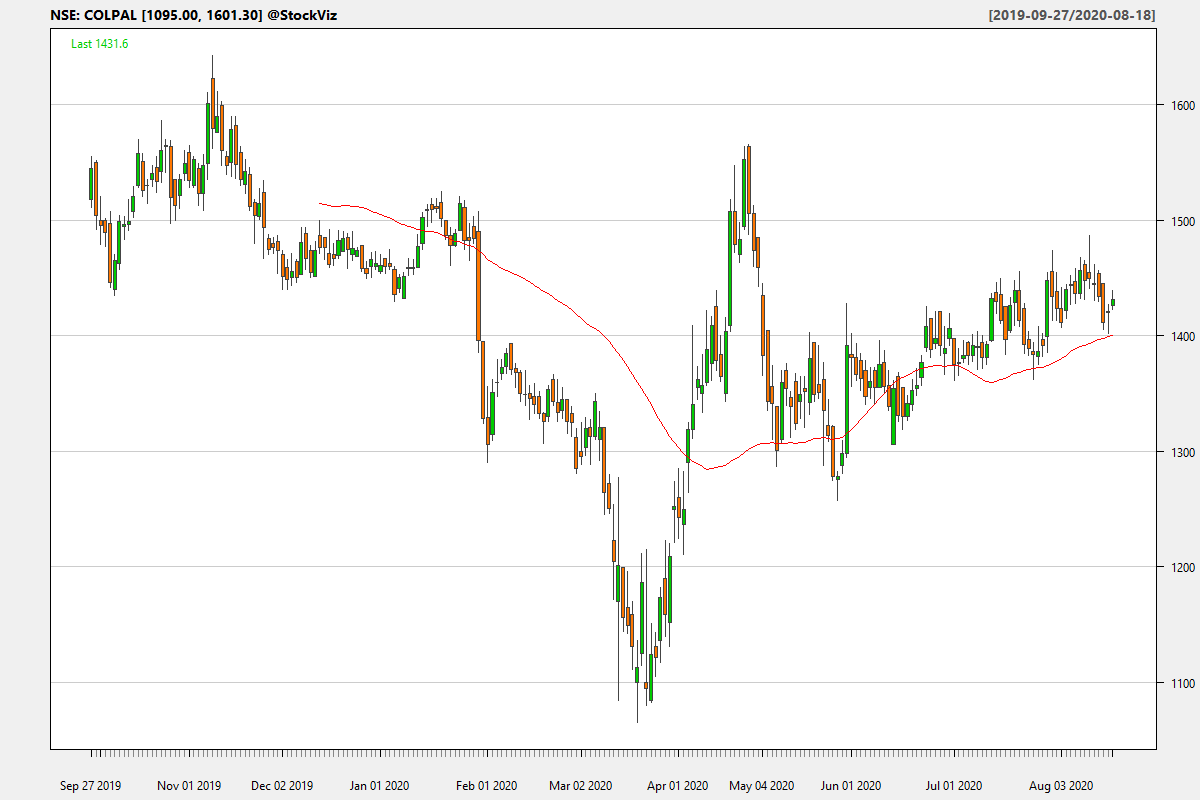 NSE: COLPAL [1095.00, 1601.30] @StockViz [2019-09-27/2020-08-18]
Last 1431.6
1600
1500
1400
1300
1200
1100
Sep 27 2019 Nov 01 2019 Dec 02 2019 Jan 01 2020 Feb 01 2020 Mar 02 2020 Apr 01 2020 May 04 2020 Jun 01 2020 Jul 01 2020 Aug 03 2020